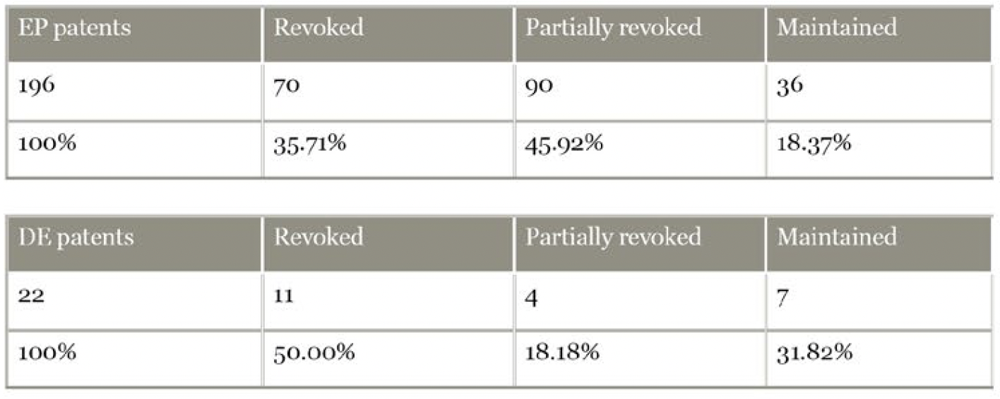 EP patents Revoked Partially revoked Maintained
196 70 90 36
100% 35.71% 45.92% 18.37%
DE patents Revoked Partially revoked Maintained
22 11 4 7
100% 50.00% 18.18% 31.82%